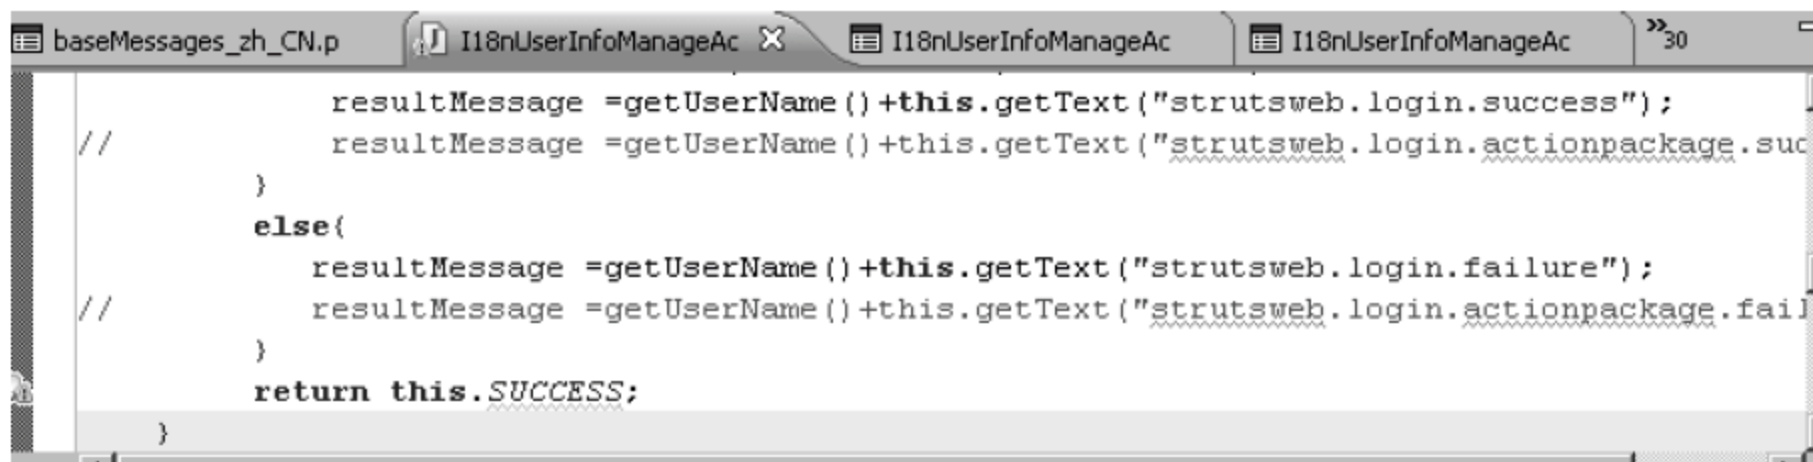 baseMessages_zh_CN.p I18nUserInfoManageAc I18nUserInfoManageAc I18nUserInfoManageAc »30
resultMessage =getUserName()+this.getText("strutsweb.login.success");
// resultMessage =getUserName()+this.getText("strutsweb.login.actionpackage.suc
}
else{
resultMessage =getUserName()+this.getText("strutsweb.login.failure");
// resultMessage =getUserName()+this.getText("strutsweb.login.actionpackage.fail
}
return this.SUCCESS;
}